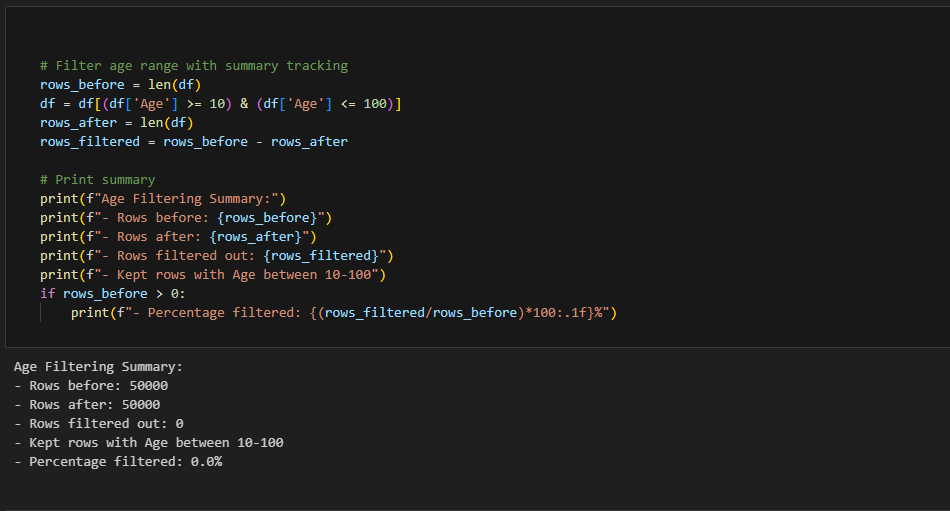 # Filter age range with summary tracking
rows_before = len(df)
df = df[(df['Age'] >= 10) & (df['Age'] <= 100)]
rows_after = len(df)
rows_filtered = rows_before - rows_after

# Print summary
print(f"Age Filtering Summary:")
print(f"- Rows before: {rows_before}")
print(f"- Rows after: {rows_after}")
print(f"- Rows filtered out: {rows_filtered}")
print(f"- Kept rows with Age between 10-100")
if rows_before > 0:
    print(f"- Percentage filtered: {(rows_filtered/rows_before)*100:.1f}%")

Age Filtering Summary:
- Rows before: 50000
- Rows after: 50000
- Rows filtered out: 0
- Kept rows with Age between 10-100
- Percentage filtered: 0.0%